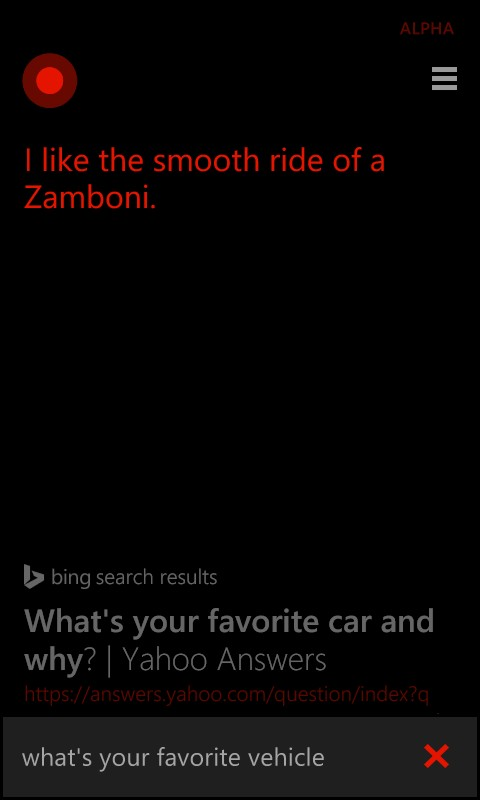 ALPHA
I like the smooth ride of a
Zamboni.
bing search results
What's your favorite car and
why? | Yahoo Answers
https://answers.yahoo.com/question/index?q
what's your favorite vehicle